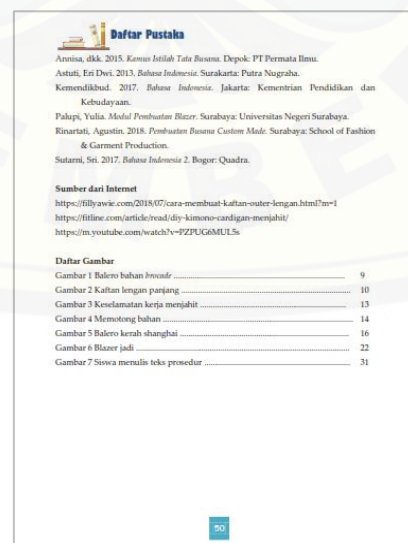 Daftar Pustaka
Annisa, dkk. 2015. Kamus Istilah Tata Busana. Depok: PT Permata Ilmu.
Astuti, Eri Dwi. 2013. Bahasa Indonesia. Surakarta: Putra Nugraha.
Kemendikbud. 2017. Bahasa Indonesia. Jakarta: Kementrian Pendidikan dan
Kebudayaan.
Palupi, Yulia. Modul Pembuatan Blazer. Surabaya: Universitas Negeri Surabaya.
Rinartati, Agustin. 2018. Pembuatan Busana Custom Made. Surabaya: School of Fashion
& Garment Production.
Sutarni, Sri. 2017. Bahasa Indonesia 2. Bogor: Quadra.
Sumber dari Internet
https://fillyawie.com/2018/07/cara-membuat-kaftan-outer-lengan.html?m=1
https://fitline.com/article/read/diy-kimono-cardigan-menjahit/
https://m.youtube.com/watch?v=PZPUG6MUL5s
Daftar Gambar
Gambar 1 Balero bahan brocade ........ 9
Gambar 2 Kaftan lengan panjang ........ 10
Gambar 3 Keselamatan kerja menjahit ........ 13
Gambar 4 Memotong bahan ........ 14
Gambar 5 Balero kerah shanghai ........ 16
Gambar 6 Blazer jadi ........ 22
Gambar 7 Siswa menulis teks prosedur ........ 31
50